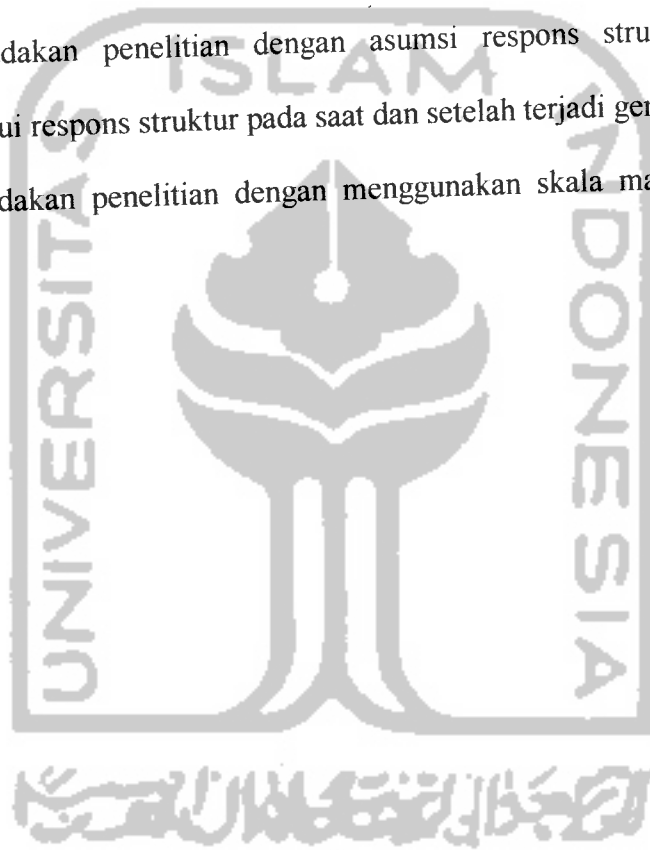 dakan penelitian dengan asumsi respons stru
ui respons struktur pada saat dan setelah terjadi ger
dakan penelitian dengan menggunakan skala ma
ISLAM
UNIVERSITAS
INDONESIA